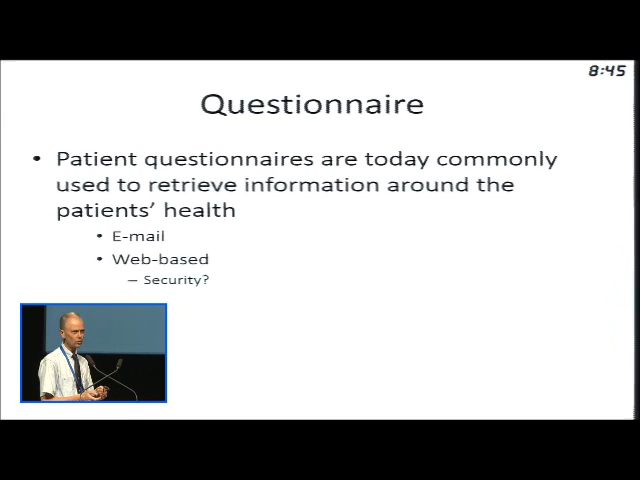 8:45
Questionnaire
• Patient questionnaires are today commonly
used to retrieve information around the
patients' health
• E-mail
• Web-based
– Security?